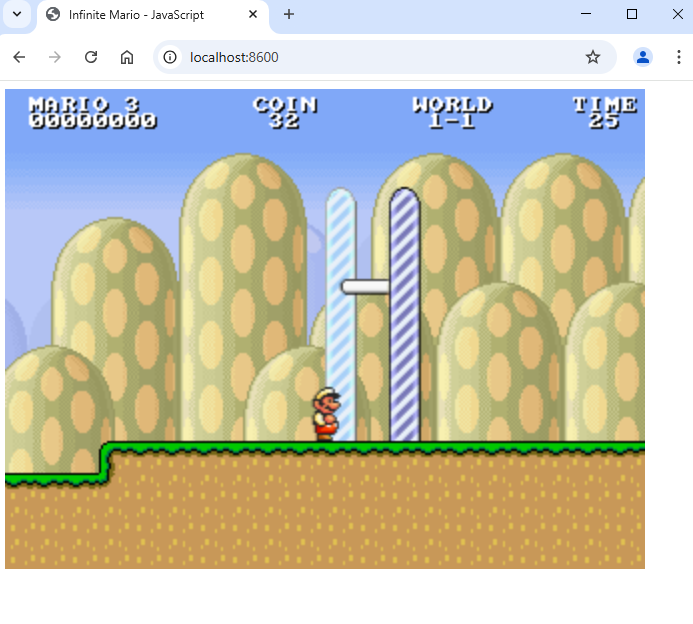 Infinite Mario - JavaScript
localhost:8600
MARIO 3 COIN WORLD TIME
00000000 32 1-1 25